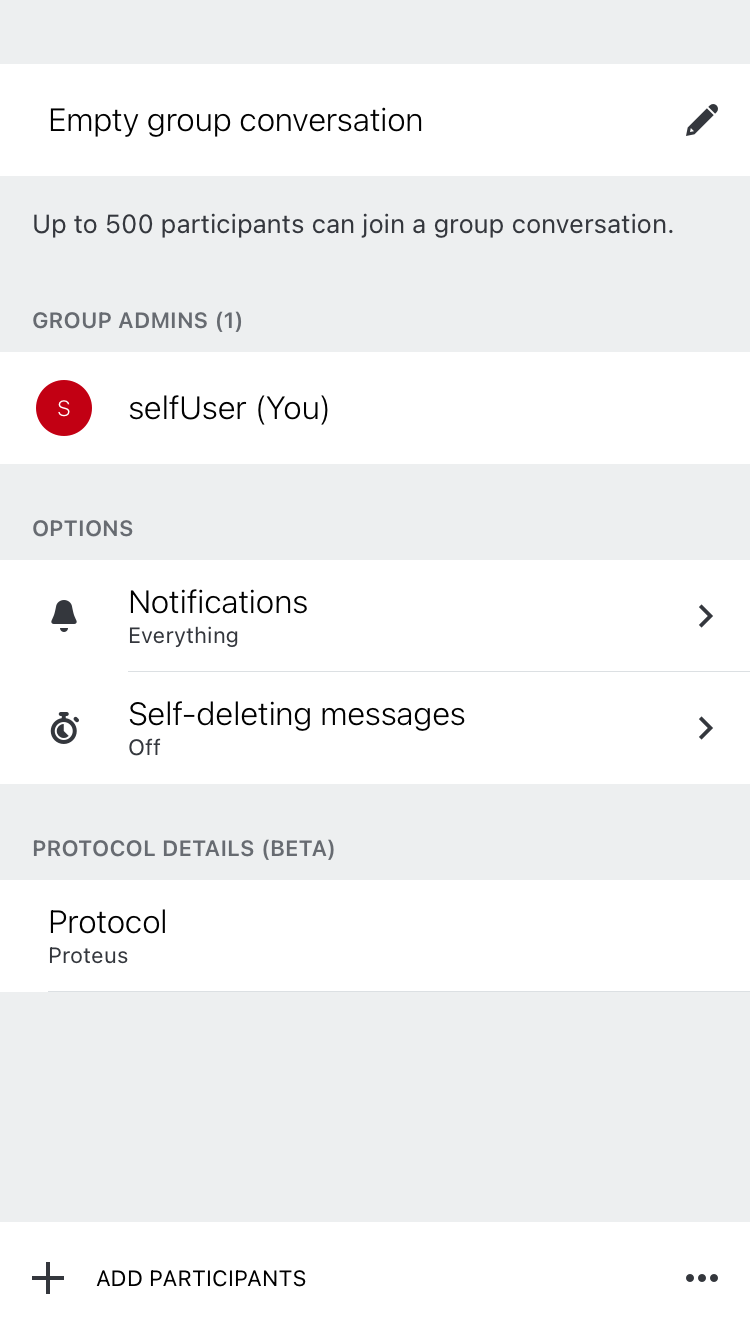 Empty group conversation
Up to 500 participants can join a group conversation.
GROUP ADMINS (1)
S
selfUser (You)
OPTIONS
Notifications
Everything
Self-deleting messages
Off
PROTOCOL DETAILS (BETA)
Protocol
Proteus
ADD PARTICIPANTS